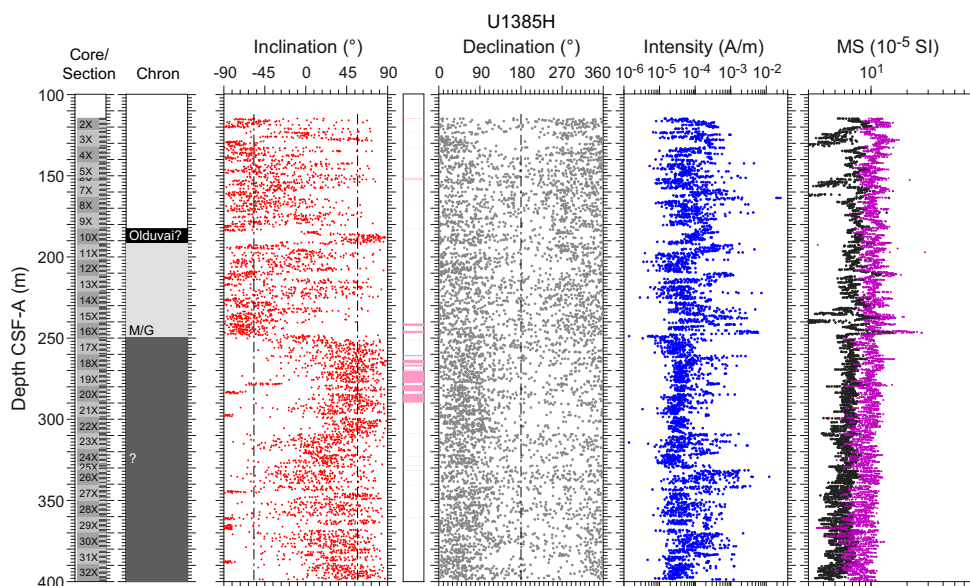 U1385H
Core/
Section
Chron
Inclination (°)
Declination (°)
Intensity (A/m)
MS (10-5 SI)
-90 -45 0 45 90
0 90 180 270 360
10-6 10-5 10-4 10-3 10-2
101
Depth CSF-A (m)
100
150
200
250
300
350
400
2X
3X
4X
5X
7X
8X
9X
10X
11X
12X
13X
14X
15X
16X
17X
18X
19X
20X
21X
22X
23X
24X
25X
26X
27X
28X
29X
30X
31X
32X
Olduvai?
M/G
?